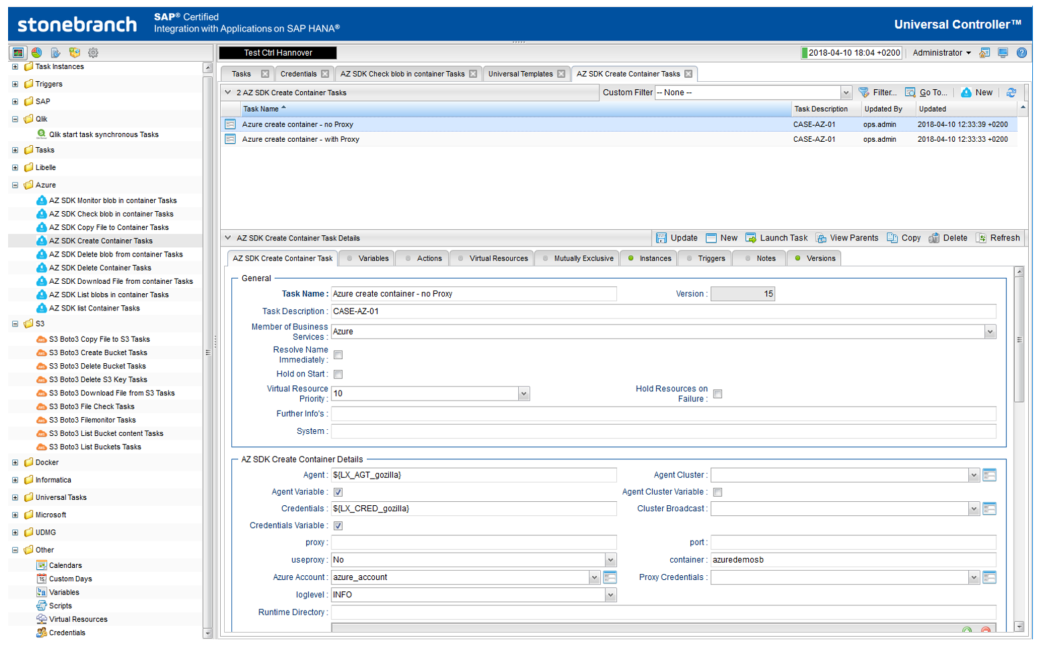 stonebranch
SAP® Certified
Integration with Applications on SAP HANA®
Universal Controller™
Test Ctrl Hannover
2018-04-10 18:04 +0200
Administrator
Task Instances
Triggers
SAP
Qlik
Qlik start task synchronous Tasks
Tasks
Libelle
Azure
AZ SDK Monitor blob in container Tasks
AZ SDK Check blob in container Tasks
AZ SDK Copy File to Container Tasks
AZ SDK Create Container Tasks
AZ SDK Delete blob from container Tasks
AZ SDK Delete Container Tasks
AZ SDK Download File from container Tasks
AZ SDK List blobs in container Tasks
AZ SDK list Container Tasks
S3
S3 Boto3 Copy File to S3 Tasks
S3 Boto3 Create Bucket Tasks
S3 Boto3 Delete Bucket Tasks
S3 Boto3 Delete S3 Key Tasks
S3 Boto3 Download File from S3 Tasks
S3 Boto3 File Check Tasks
S3 Boto3 Filemonitor Tasks
S3 Boto3 List Bucket content Tasks
S3 Boto3 List Buckets Tasks
Docker
Informatica
Universal Tasks
Microsoft
UDMG
Other
Calendars
Custom Days
Variables
Scripts
Virtual Resources
Credentials
Tasks Credentials AZ SDK Check blob in container Tasks Universal Templates AZ SDK Create Container Tasks
2 AZ SDK Create Container Tasks Custom Filter -- None -- Filter... Go To... New
Task Name Task Description Updated By Updated
Azure create container - no Proxy CASE-AZ-01 ops.admin 2018-04-10 12:33:39 +0200
Azure create container - with Proxy CASE-AZ-01 ops.admin 2018-04-10 12:33:33 +0200
AZ SDK Create Container Task Details Update New Launch Task View Parents Copy Delete Refresh
AZ SDK Create Container Task Variables Actions Virtual Resources Mutually Exclusive Instances Triggers Notes Versions
General
Task Name : Azure create container - no Proxy Version : 15
Task Description : CASE-AZ-01
Member of Business
Services : Azure
Resolve Name
Immediately :
Hold on Start :
Virtual Resource
Priority : 10 Hold Resources on
Failure :
Further Info's :
System :
AZ SDK Create Container Details
Agent : ${LX_AGT_gozilla} Agent Cluster :
Agent Variable : Agent Cluster Variable :
Credentials : ${LX_CRED_gozilla} Cluster Broadcast :
Credentials Variable :
proxy : port :
useproxy : No container : azuredemosb
Azure Account : azure_account Proxy Credentials :
loglevel : INFO
Runtime Directory :